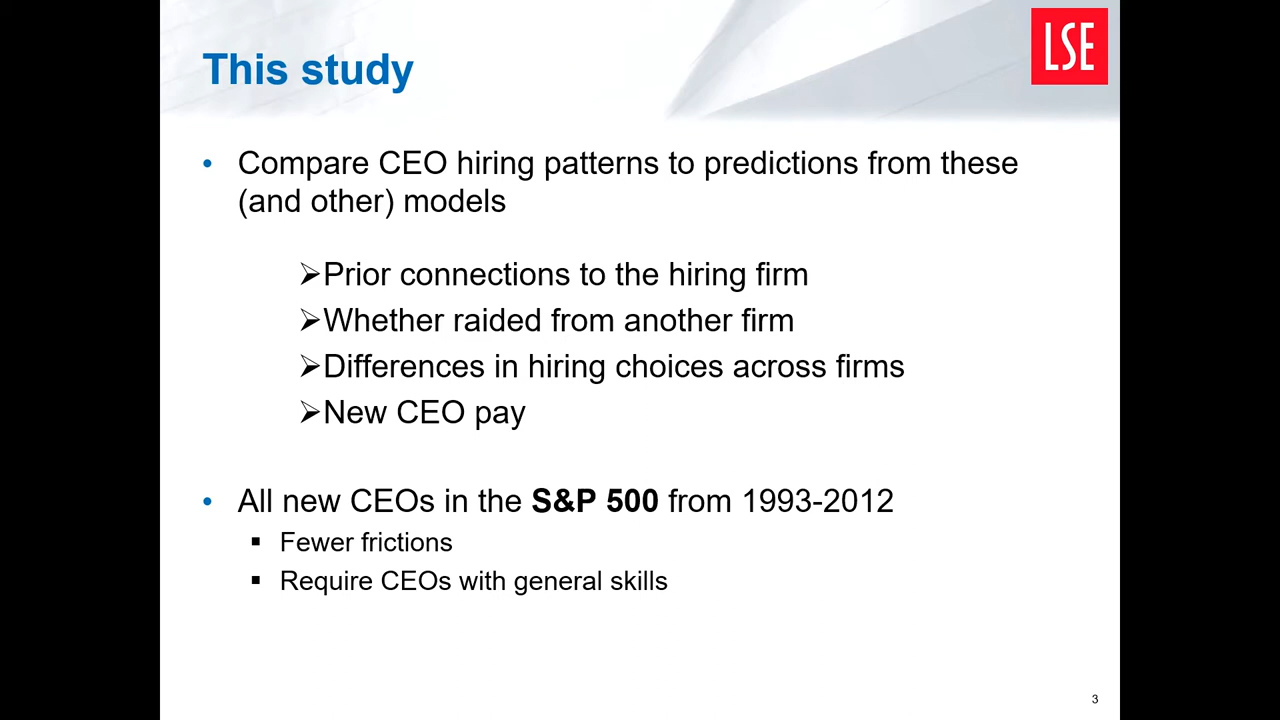 This study
LSE
• Compare CEO hiring patterns to predictions from these
(and other) models
➢Prior connections to the hiring firm
➢Whether raided from another firm
➢Differences in hiring choices across firms
➢New CEO pay
• All new CEOs in the S&P 500 from 1993-2012
▪ Fewer frictions
▪ Require CEOs with general skills
3